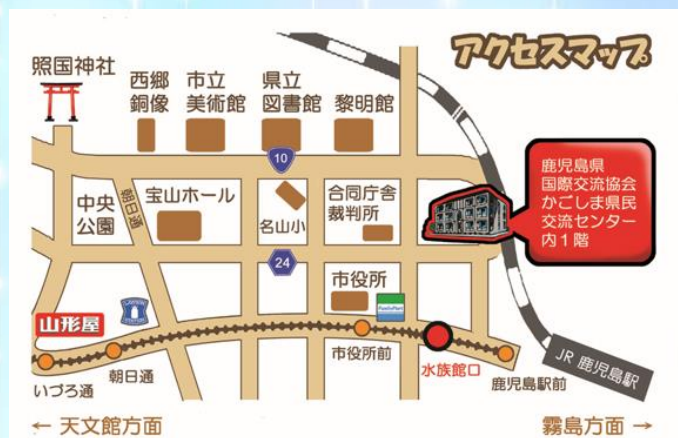 アクセスマップ
照国神社
西郷
銅像
市立
美術館
県立
図書館
黎明館
10
鹿児島県
国際交流協会
かごしま県民
交流センター
内1階
中央
公園
朝日通
宝山ホール
名山小
合同庁舎
裁判所
24
市役所
FamilyMart
山形屋
LAWSON
STATION
いづろ通
朝日通
市役所前
水族館口
鹿児島駅前
JR 鹿児島駅
← 天文館方面
霧島方面 →